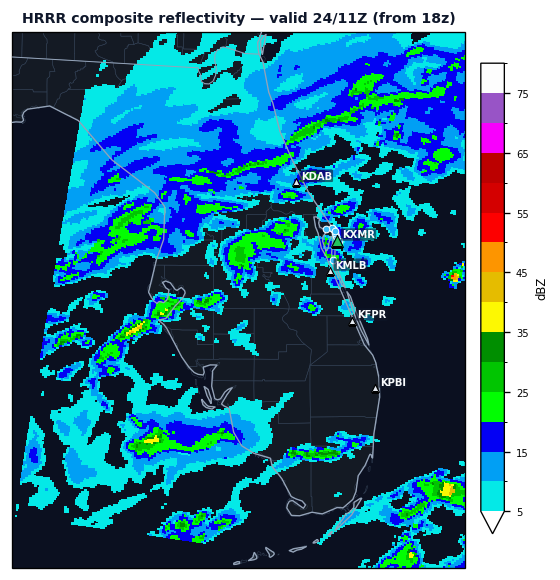 HRRR composite reflectivity — valid 24/11Z (from 18z)
75
65
55
45
35
25
15
5
dBZ
KDAB
KXMR
KMLB
KFPR
KPBI